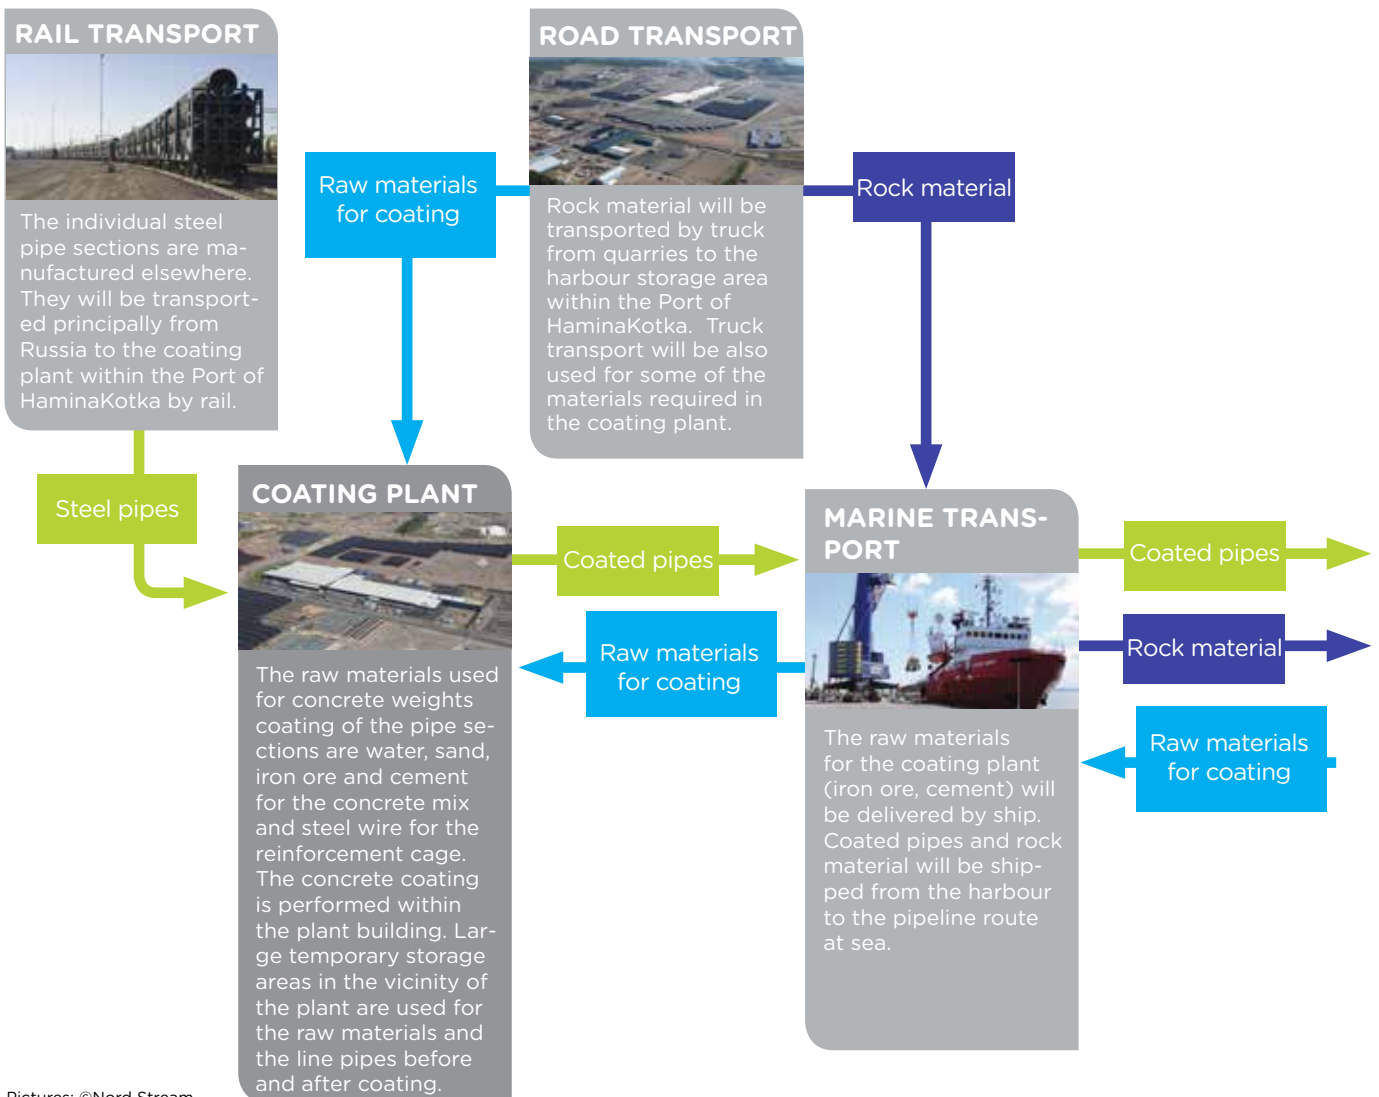 RAIL TRANSPORT
The individual steel
pipe sections are ma-
nufactured elsewhere.
They will be transport-
ed principally from
Russia to the coating
plant within the Port of
HaminaKotka by rail.
Steel pipes
Raw materials
for coating
ROAD TRANSPORT
Rock material will be
transported by truck
from quarries to the
harbour storage area
within the Port of
HaminaKotka. Truck
transport will be also
used for some of the
materials required in
the coating plant.
Rock material
COATING PLANT
The raw materials used
for concrete weights
coating of the pipe se-
ctions are water, sand,
iron ore and cement
for the concrete mix
and steel wire for the
reinforcement cage.
The concrete coating
is performed within
the plant building. Lar-
ge temporary storage
areas in the vicinity of
the plant are used for
the raw materials and
the line pipes before
and after coating.
Coated pipes
Raw materials
for coating
MARINE TRANS-
PORT
The raw materials
for the coating plant
(iron ore, cement) will
be delivered by ship.
Coated pipes and rock
material will be ship-
ped from the harbour
to the pipeline route
at sea.
Coated pipes
Rock material
Raw materials
for coating
Pictures: ©Nord Stream